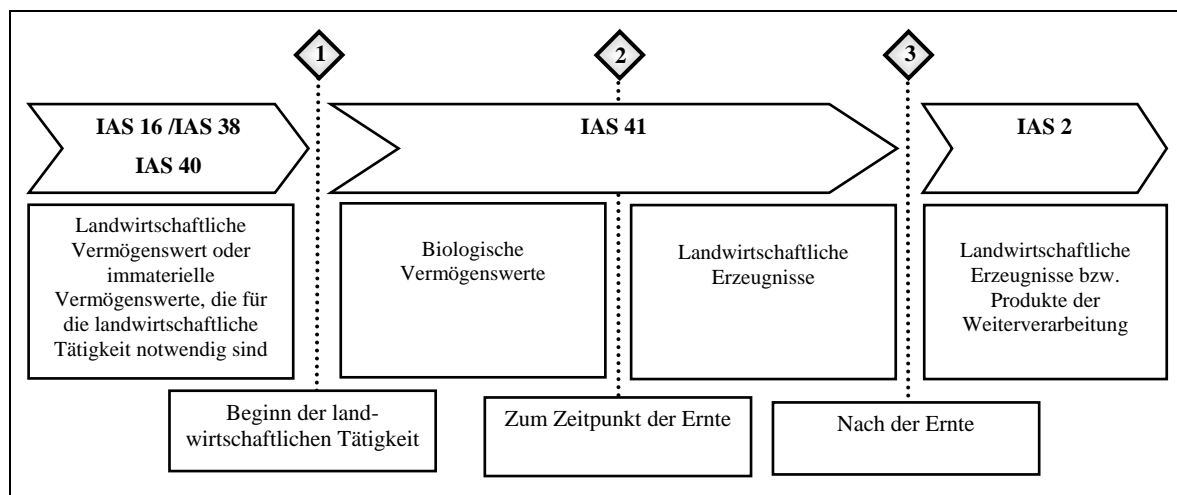 1
2
3
IAS 16 /IAS 38
IAS 40
IAS 41
IAS 2
Landwirtschaftliche
Vermögenswert oder
immaterielle
Vermögenswerte, die für
die landwirtschaftliche
Tätigkeit notwendig sind
Biologische
Vermögenswerte
Landwirtschaftliche
Erzeugnisse
Landwirtschaftliche
Erzeugnisse bzw.
Produkte der
Weiterverarbeitung
Beginn der land-
wirtschaftlichen Tätigkeit
Zum Zeitpunkt der Ernte
Nach der Ernte